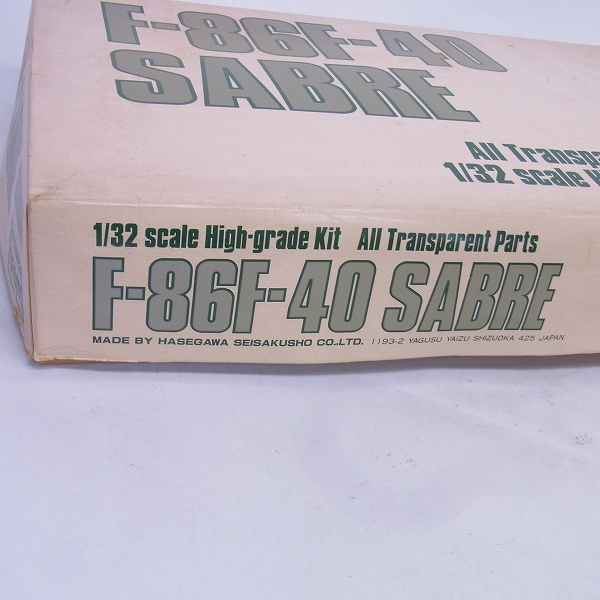 F-86F-40
SABRE
All Transpa
1/32 scale
1/32 scale High-grade Kit All Transparent Parts
F-86F-40 SABRE
MADE BY HASEGAWA SEISAKUSHO CO.,LTD. 1193-2 YAGUSU YAIZU SHIZUOKA 425 JAPAN